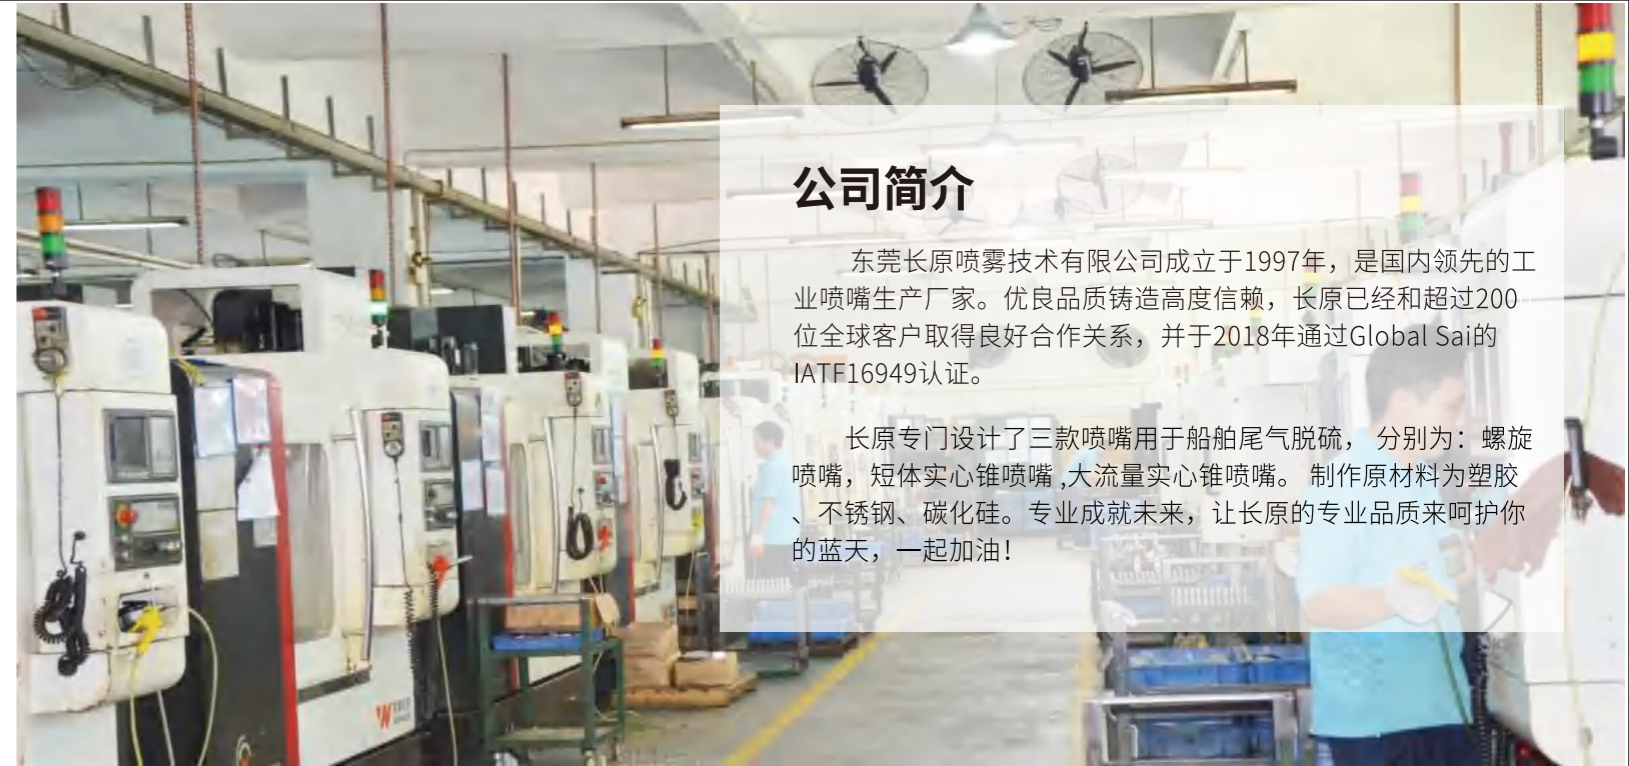 公司简介
东莞长原喷雾技术有限公司成立于1997年，是国内领先的工
业喷嘴生产厂家。优良品质铸造高度信赖，长原已经和超过200
位全球客户取得良好合作关系，并于2018年通过Global Sai的
IATF16949认证。
长原专门设计了三款喷嘴用于船舶尾气脱硫， 分别为：螺旋
喷嘴，短体实心锥喷嘴 ,大流量实心锥喷嘴。 制作原材料为塑胶
、不锈钢、碳化硅。专业成就未来，让长原的专业品质来呵护你
的蓝天，一起加油！